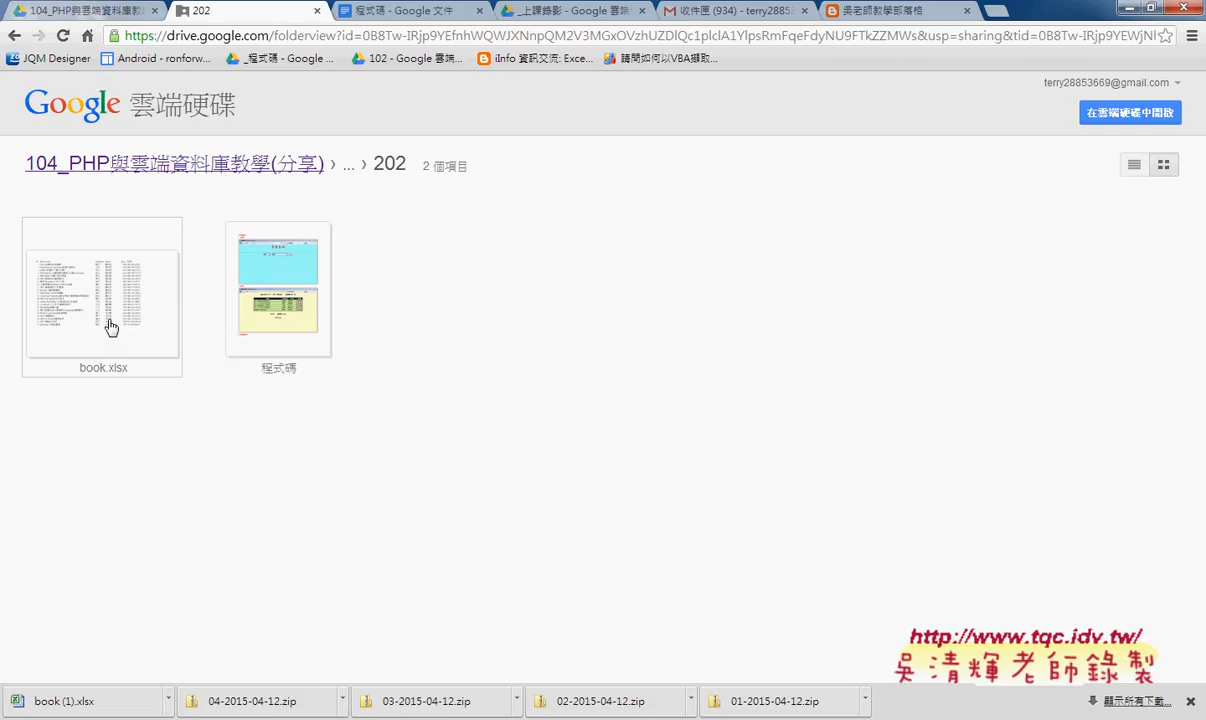 104_PHP與雲端資料庫教
202
程式碼 - Google 文件
_上課錄影 - Google 雲端
收件匣 (934) - terry2885
吳老師教學部落格
https://drive.google.com/folderview?id=0B8Tw-IRjp9YEfnhWQWJXNnpQM2V3MGxOVzhUZDlQc1plclA1YlpsRmFqeFdyNU9FTkZZMWs&usp=sharing&tid=0B8Tw-IRjp9YEWjNl
JQM Designer
Android - ronforw...
_程式碼 - Google ...
102 - Google 雲端...
iInfo 資訊交流: Exce...
請問如何以VBA擷取...
terry28853669@gmail.com
Google 雲端硬碟
在雲端硬碟中開啟
104_PHP與雲端資料庫教學(分享) › ... › 202 2 個項目
book.xlsx
程式碼
http://www.tqc.idv.tw/
吳清輝老師錄製
book (1).xlsx
04-2015-04-12.zip
03-2015-04-12.zip
02-2015-04-12.zip
01-2015-04-12.zip
顯示所有下載...